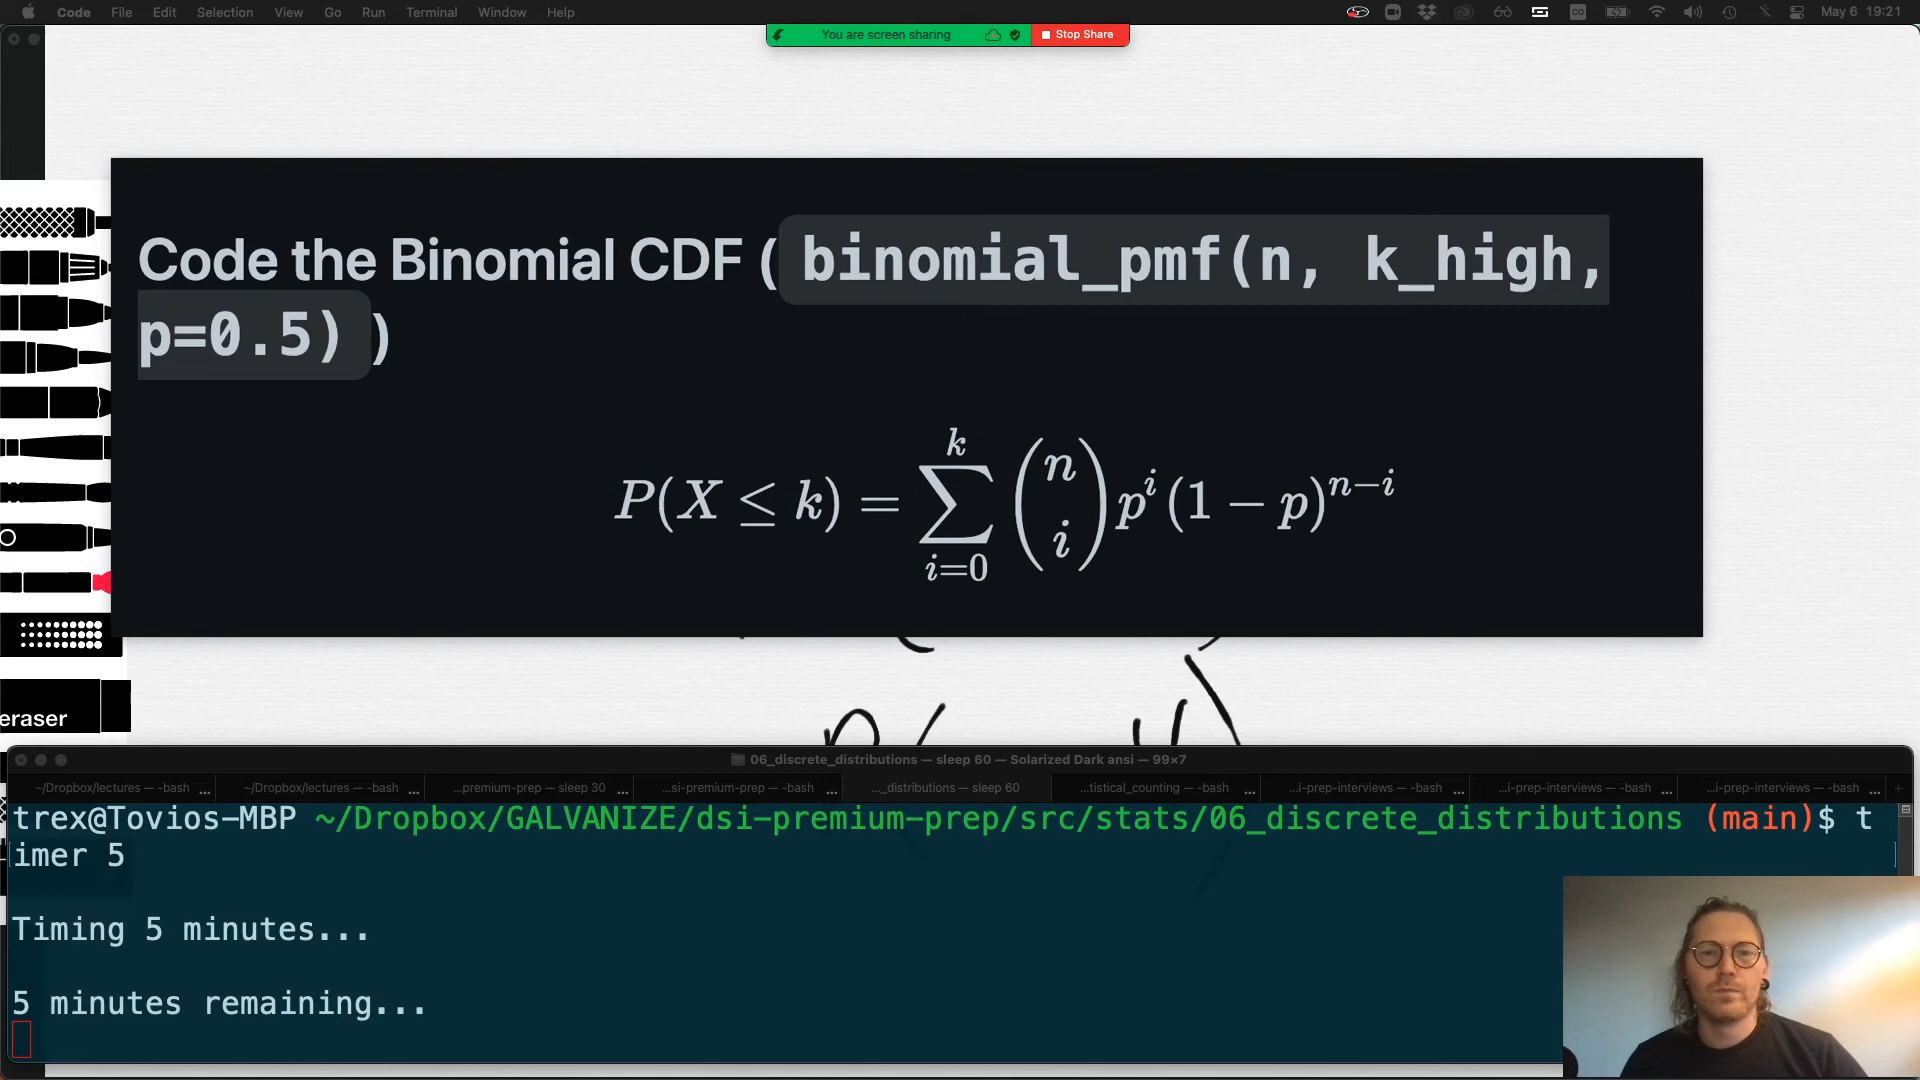 Code File Edit Selection View Go Run Terminal Window Help May 6 19:21
You are screen sharing Stop Share
Code the Binomial CDF ( binomial_pmf(n, k_high,
p=0.5) )
k
P(X ≤ k) = ∑ (n i) p^i (1 − p)^{n−i}
i=0
eraser
06_discrete_distributions — sleep 60 — Solarized Dark ansi — 99×7
~/Dropbox/lectures — -bash ... ~/Dropbox/lectures — -bash ... ...premium-prep — sleep 30 ... ...si-premium-prep — -bash ... ..._distributions — sleep 60 ...tistical_counting — -bash ... ...i-prep-interviews — -bash ... ...i-prep-interviews — -bash ... ...i-prep-interviews — -bash ...
trex@Tovios-MBP ~/Dropbox/GALVANIZE/dsi-premium-prep/src/stats/06_discrete_distributions (main)$ t
imer 5
Timing 5 minutes...
5 minutes remaining...